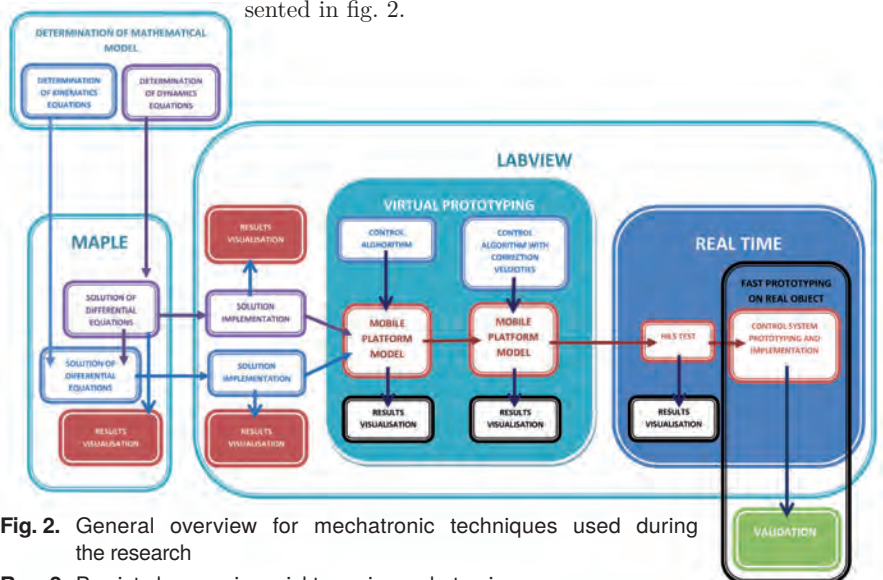 sented in fig. 2.
DETERMINATION OF MATHEMATICAL
MODEL
DETERMINATION
OF KINEMATICS
EQUATIONS
DETERMINATION
OF DYNAMICS
EQUATIONS
LABVIEW
MAPLE
SOLUTION OF
DIFFERENTIAL
EQUATIONS
SOLUTION OF
DIFFERENTIAL
EQUATIONS
RESULTS
VISUALISATION
RESULTS
VISUALISATION
SOLUTION
IMPLEMENTATION
SOLUTION
IMPLEMENTATION
RESULTS
VISUALISATION
VIRTUAL PROTOTYPING
CONTROL
ALGHORITHM
CONTROL
ALGORITHM WITH
CORRECTION
VELOCITIES
MOBILE
PLATFORM
MODEL
MOBILE
PLATFORM
MODEL
RESULTS
VISUALISATION
RESULTS
VISUALISATION
REAL TIME
FAST PROTOTYPING
ON REAL OBJECT
HILS TEST
CONTROL SYSTEM
PROTOTYPING AND
IMPLEMENTATION
RESULTS
VISUALISATION
VALIDATION
Fig. 2. General overview for mechatronic techniques used during
the research